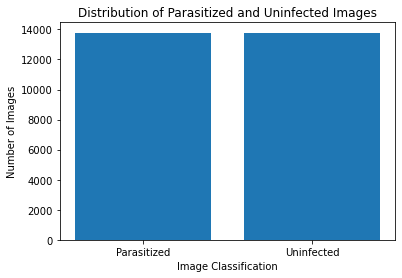 Distribution of Parasitized and Uninfected Images
Number of Images
14000
12000
10000
8000
6000
4000
2000
0
Parasitized
Uninfected
Image Classification